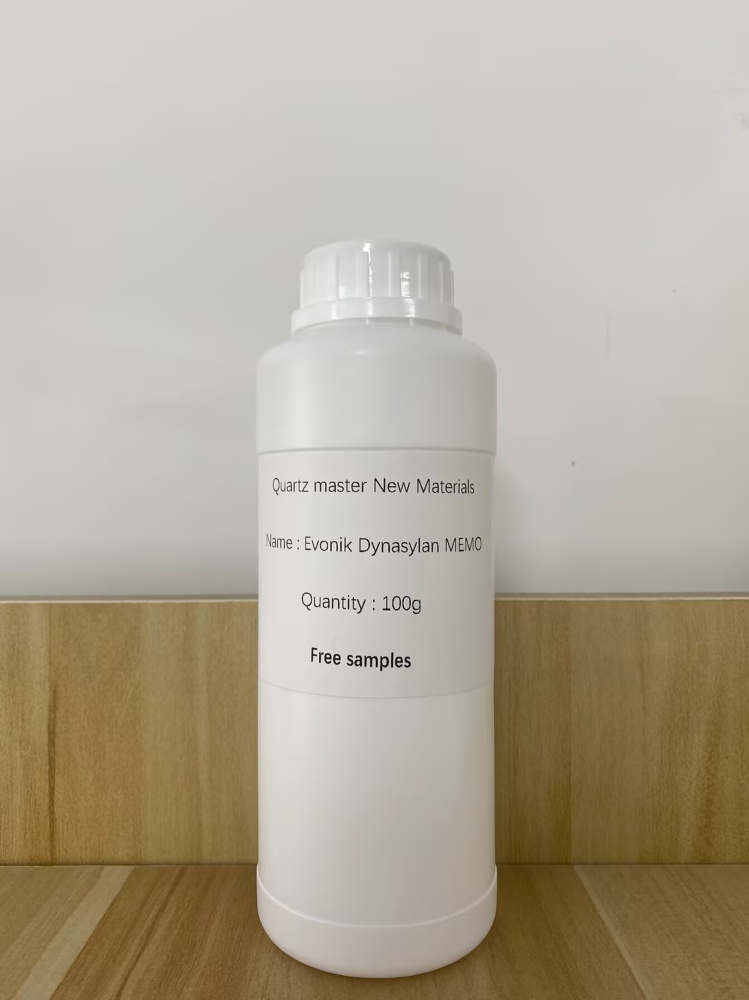 Quartz master New Materials
Name : Evonik Dynasylan MEMO
Quantity : 100g
Free samples